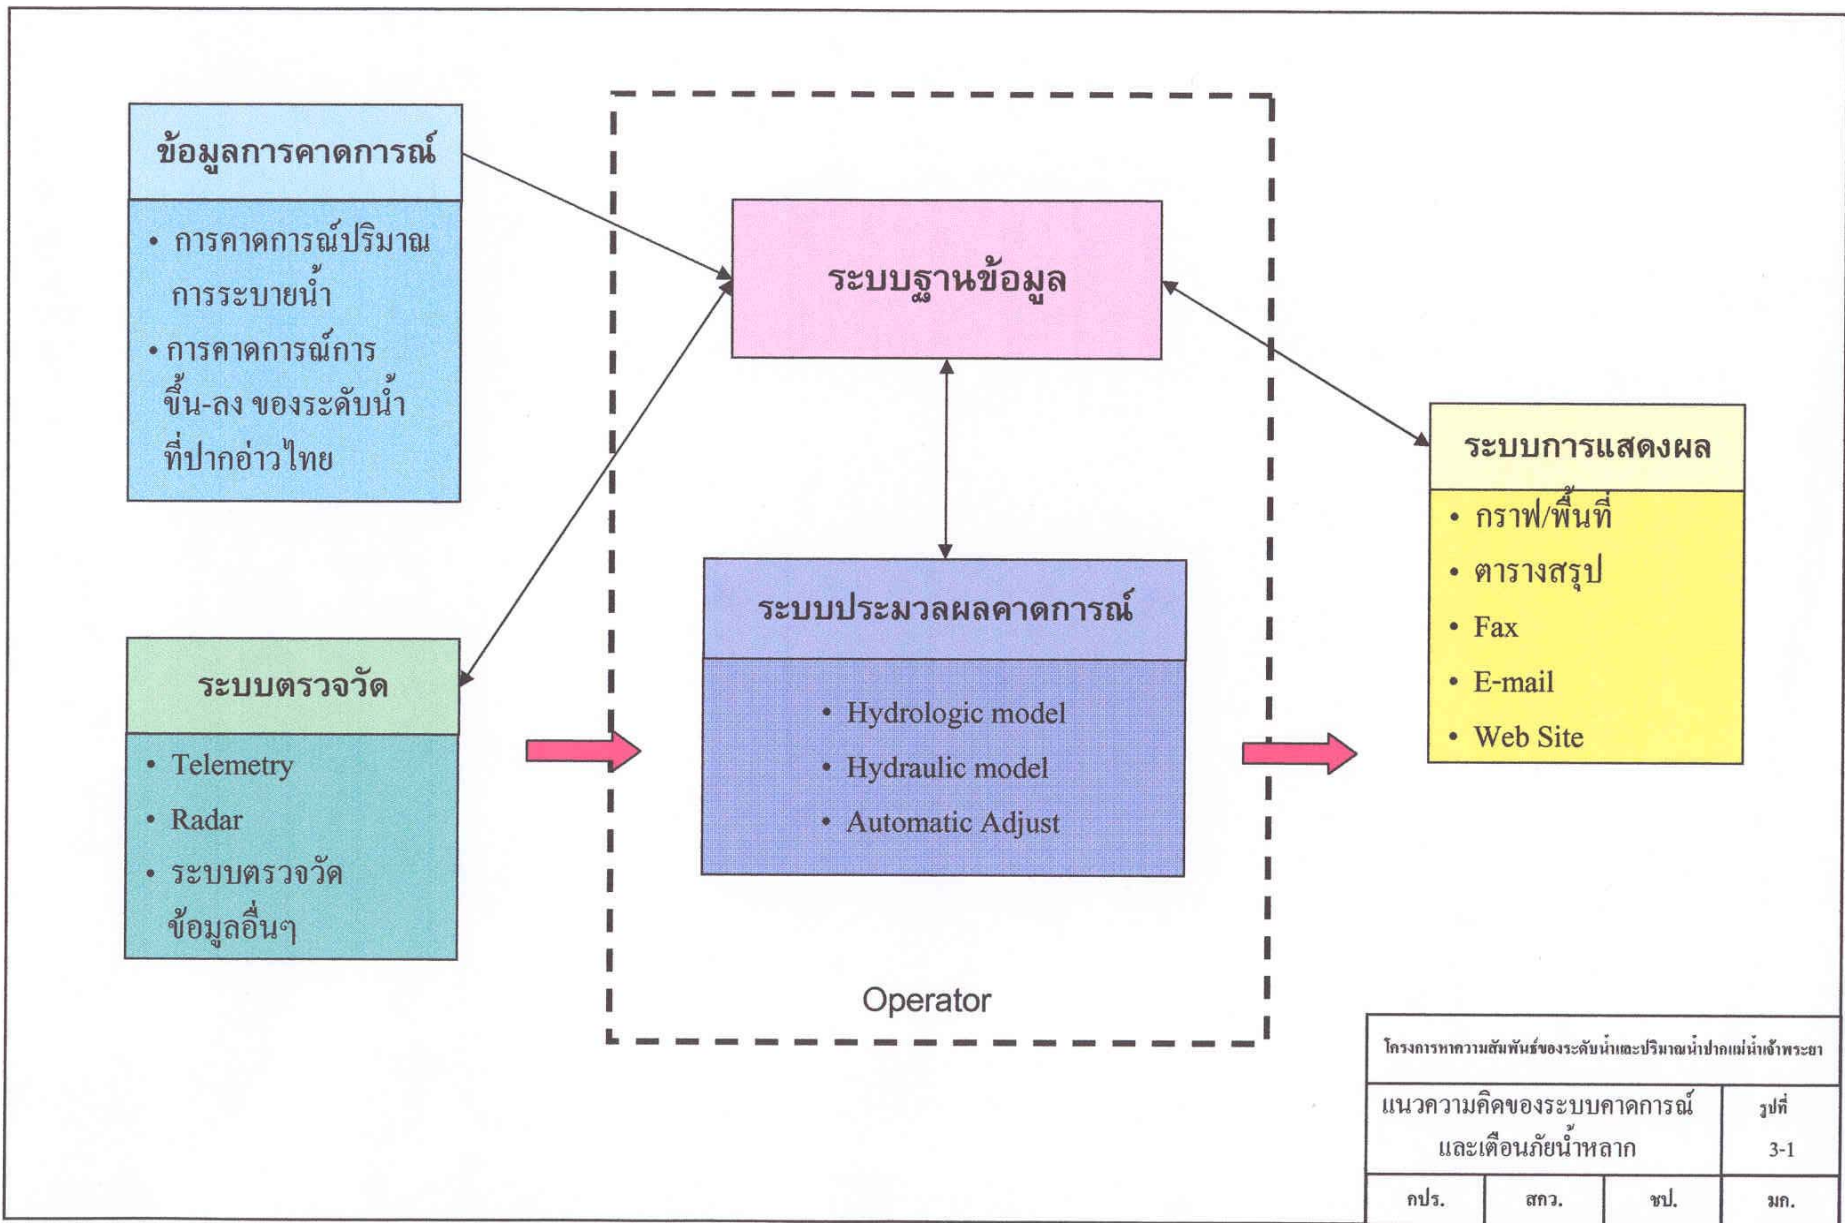 ข้อมูลการคาดการณ์
• การคาดการณ์ปริมาณ
การระบายน้ำ
• การคาดการณ์การ
ขึ้น-ลง ของระดับน้ำ
ที่ปากอ่าวไทย
ระบบตรวจวัด
• Telemetry
• Radar
• ระบบตรวจวัด
ข้อมูลอื่นๆ
ระบบฐานข้อมูล
ระบบประมวลผลคาดการณ์
• Hydrologic model
• Hydraulic model
• Automatic Adjust
Operator
ระบบการแสดงผล
• กราฟ/พื้นที่
• ตารางสรุป
• Fax
• E-mail
• Web Site
โครงการหาความสัมพันธ์ของระดับน้ำและปริมาณน้ำปากแม่น้ำเจ้าพระยา
แนวความคิดของระบบคาดการณ์
และเตือนภัยน้ำหลาก
รูปที่
3-1
กปร. สกว. ชป. มก.